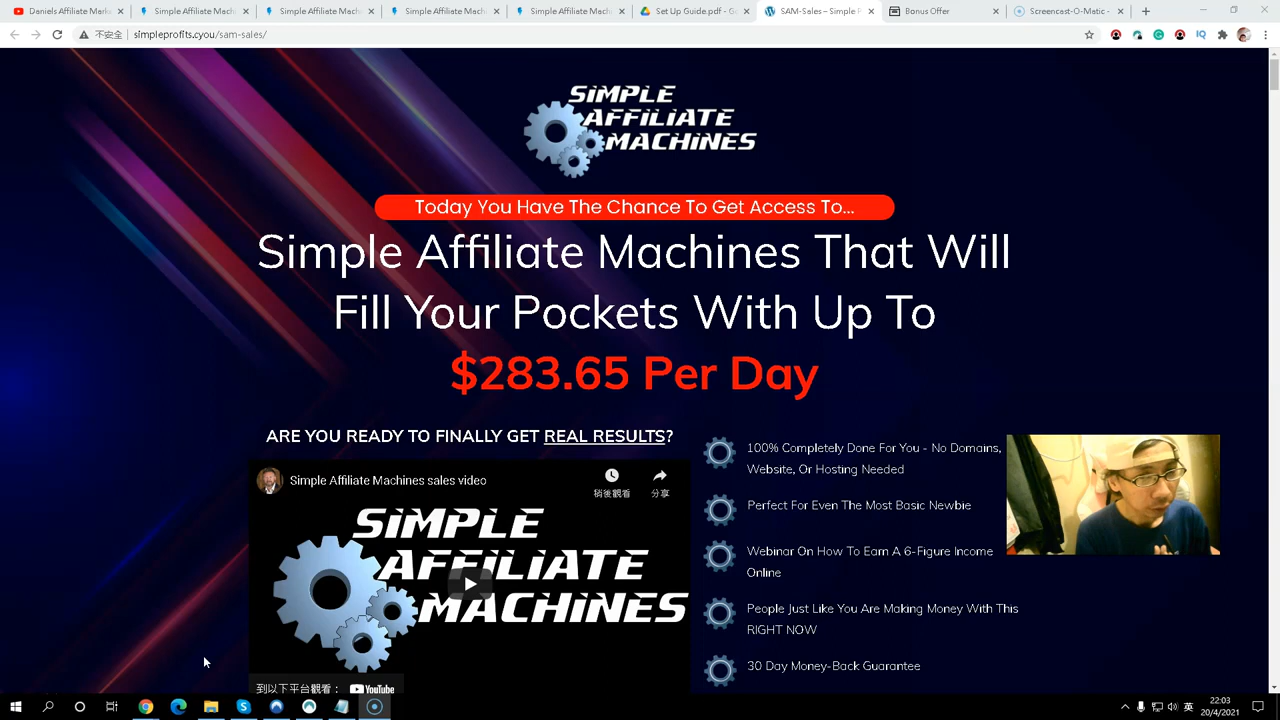 Daniels Affiliate Mark
Simple Affiliate Machin
Simple Affiliate Machin
Simple Affiliate Machin
Simple Affiliate Machin
Set Up Guide.pdf - Go
SAM-Sales – Simple P
Bonus Offer
Screencast-O-Matic -
不安全
simpleprofits.cyou/sam-sales/
SIMPLE
AFFILIATE
MACHINES
Today You Have The Chance To Get Access To...
Simple Affiliate Machines That Will
Fill Your Pockets With Up To
$283.65 Per Day
ARE YOU READY TO FINALLY GET REAL RESULTS?
Simple Affiliate Machines sales video
稍後觀看
分享
SIMPLE
AFFILIATE
MACHINES
到以下平台觀看：
YouTube
100% Completely Done For You - No Domains,
Website, Or Hosting Needed
Perfect For Even The Most Basic Newbie
Webinar On How To Earn A 6-Figure Income
Online
People Just Like You Are Making Money With This
RIGHT NOW
30 Day Money-Back Guarantee
英
22:03
20/4/2021